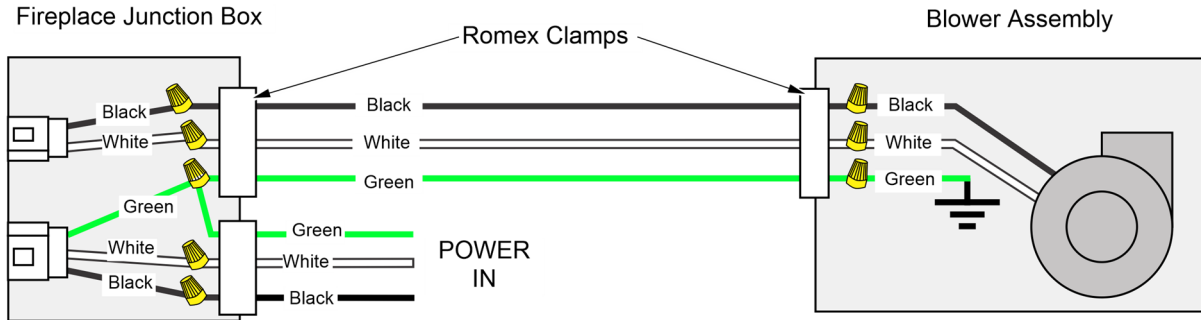 Fireplace Junction Box
Blower Assembly
Romex Clamps
Black
Black
Black
White
White
White
Green
Green
Green
Green
White
White
POWER
IN
Black
Black